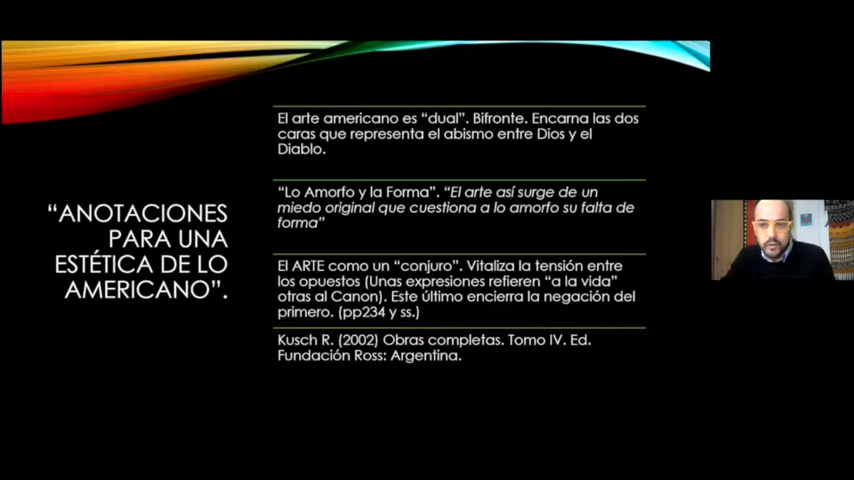 “ANOTACIONES
PARA UNA
ESTÉTICA DE LO
AMERICANO”.
El arte americano es “dual”. Bifronte. Encarna las dos
caras que representa el abismo entre Dios y el
Diablo.
“Lo Amorfo y la Forma”. “El arte así surge de un
miedo original que cuestiona a lo amorfo su falta de
forma”
El ARTE como un “conjuro”. Vitaliza la tensión entre
los opuestos (Unas expresiones refieren “a la vida”
otras al Canon). Este último encierra la negación del
primero. (pp234 y ss.)
Kusch R. (2002) Obras completas. Tomo IV. Ed.
Fundación Ross: Argentina.